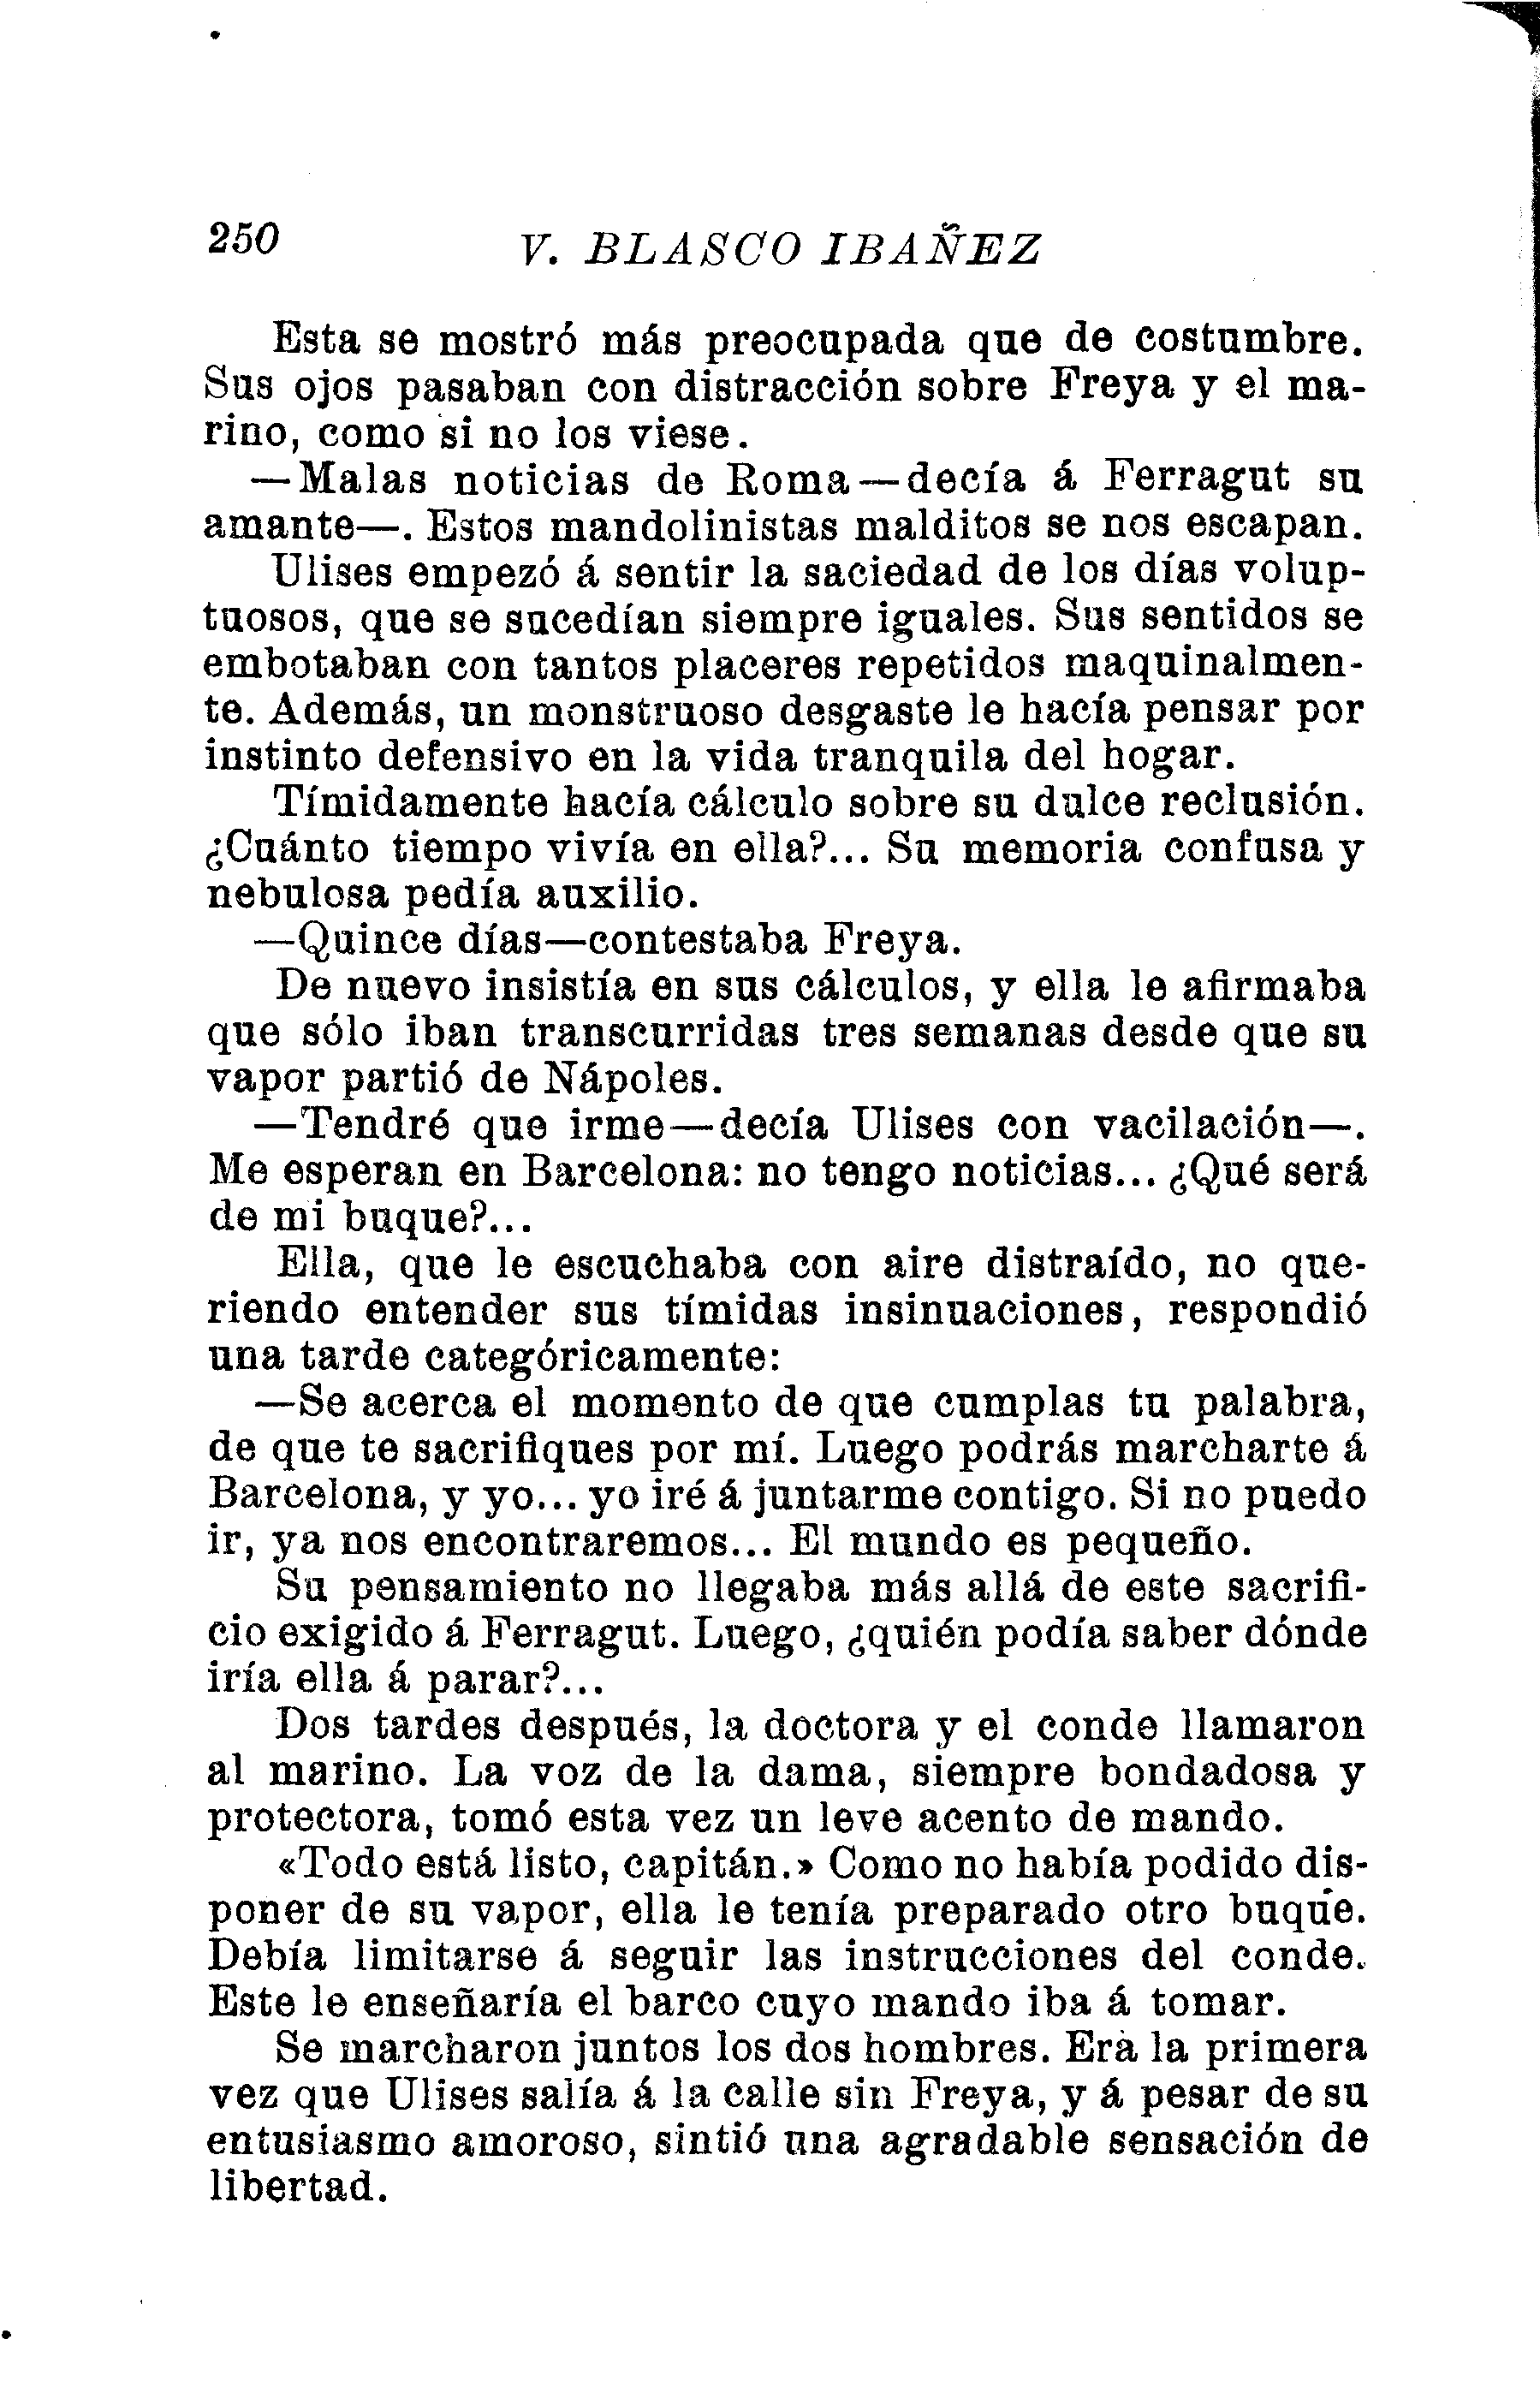 250
V. BLASCO IBAÑEZ
Esta se mostró más preocupada que de costumbre.
Sus ojos pasaban con distracción sobre Freya y el ma-
rino, como si no los viese.
—Malas noticias de Roma—decía á Ferragut su
amante—. Estos mandolinistas malditos se nos escapan.
Ulises empezó á sentir la saciedad de los días volup-
tuosos, que se sucedían siempre iguales. Sus sentidos se
embotaban con tantos placeres repetidos maquinalmen-
te. Además, un monstruoso desgaste le hacía pensar por
instinto defensivo en la vida tranquila del hogar.
Tímidamente hacía cálculo sobre su dulce reclusión.
¿Cuánto tiempo vivía en ella?... Su memoria confusa y
nebulosa pedía auxilio.
—Quince días—contestaba Freya.
De nuevo insistía en sus cálculos, y ella le afirmaba
que sólo iban transcurridas tres semanas desde que su
vapor partió de Nápoles.
—Tendré que irme—decía Ulises con vacilación—.
Me esperan en Barcelona: no tengo noticias... ¿Qué será
de mi buque?...
Ella, que le escuchaba con aire distraído, no que-
riendo entender sus tímidas insinuaciones, respondió
una tarde categóricamente:
—Se acerca el momento de que cumplas tu palabra,
de que te sacrifiques por mí. Luego podrás marcharte á
Barcelona, y yo... yo iré á juntarme contigo. Si no puedo
ir, ya nos encontraremos... El mundo es pequeño.
Su pensamiento no llegaba más allá de este sacrifi-
cio exigido á Ferragut. Luego, ¿quién podía saber dónde
iría ella á parar?...
Dos tardes después, la doctora y el conde llamaron
al marino. La voz de la dama, siempre bondadosa y
protectora, tomó esta vez un leve acento de mando.
«Todo está listo, capitán.» Como no había podido dis-
poner de su vapor, ella le tenía preparado otro buque.
Debía limitarse á seguir las instrucciones del conde.
Este le enseñaría el barco cuyo mando iba á tomar.
Se marcharon juntos los dos hombres. Era la primera
vez que Ulises salía á la calle sin Freya, y á pesar de su
entusiasmo amoroso, sintió una agradable sensación de
libertad.